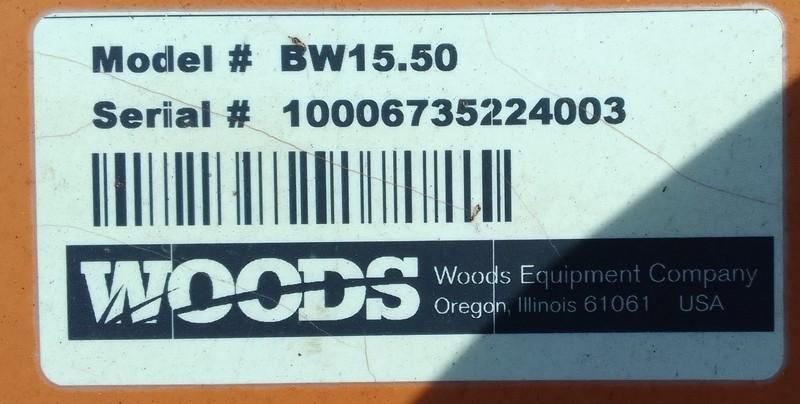 Model # BW15.50
Serial # 10006735224003
WOODS
Woods Equipment Company
Oregon, Illinois 61061 USA